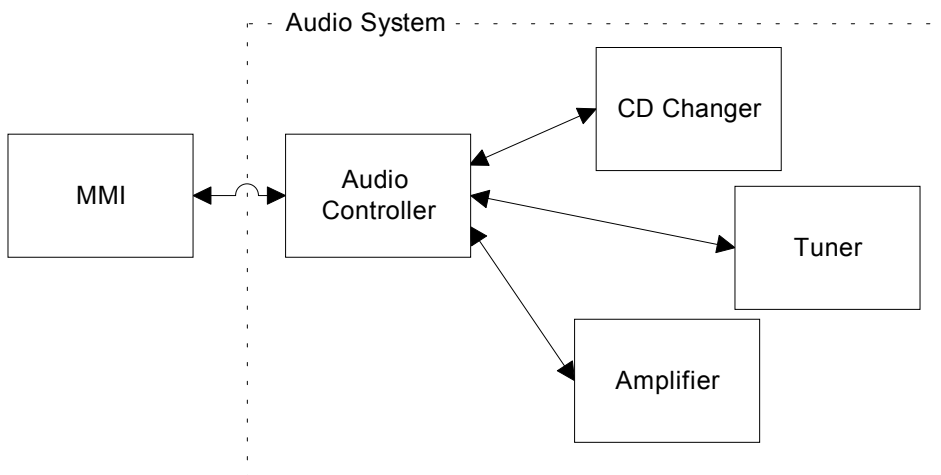 Audio System
CD Changer
MMI
Audio
Controller
Tuner
Amplifier